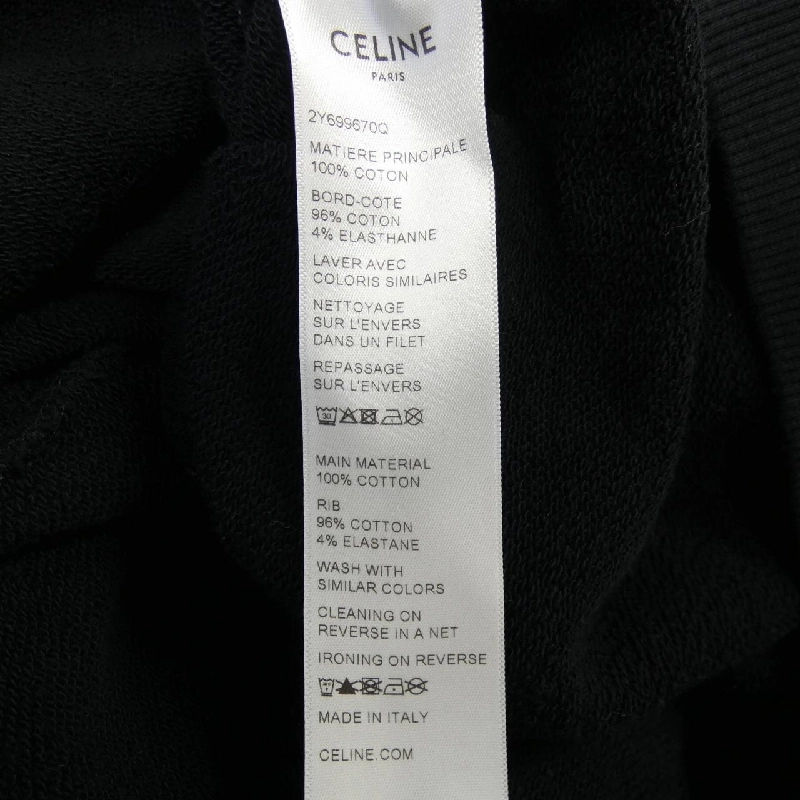 CELINE
PARIS
2Y699670Q
MATIERE PRINCIPALE
100% COTON
BORD-COTE
96% COTON
4% ELASTHANNE
LAVER AVEC
COLORIS SIMILAIRES
NETTOYAGE
SUR L'ENVERS
DANS UN FILET
REPASSAGE
SUR L'ENVERS
30
MAIN MATERIAL
100% COTTON
RIB
96% COTTON
4% ELASTANE
WASH WITH
SIMILAR COLORS
CLEANING ON
REVERSE IN A NET
IRONING ON REVERSE
MADE IN ITALY
CELINE.COM